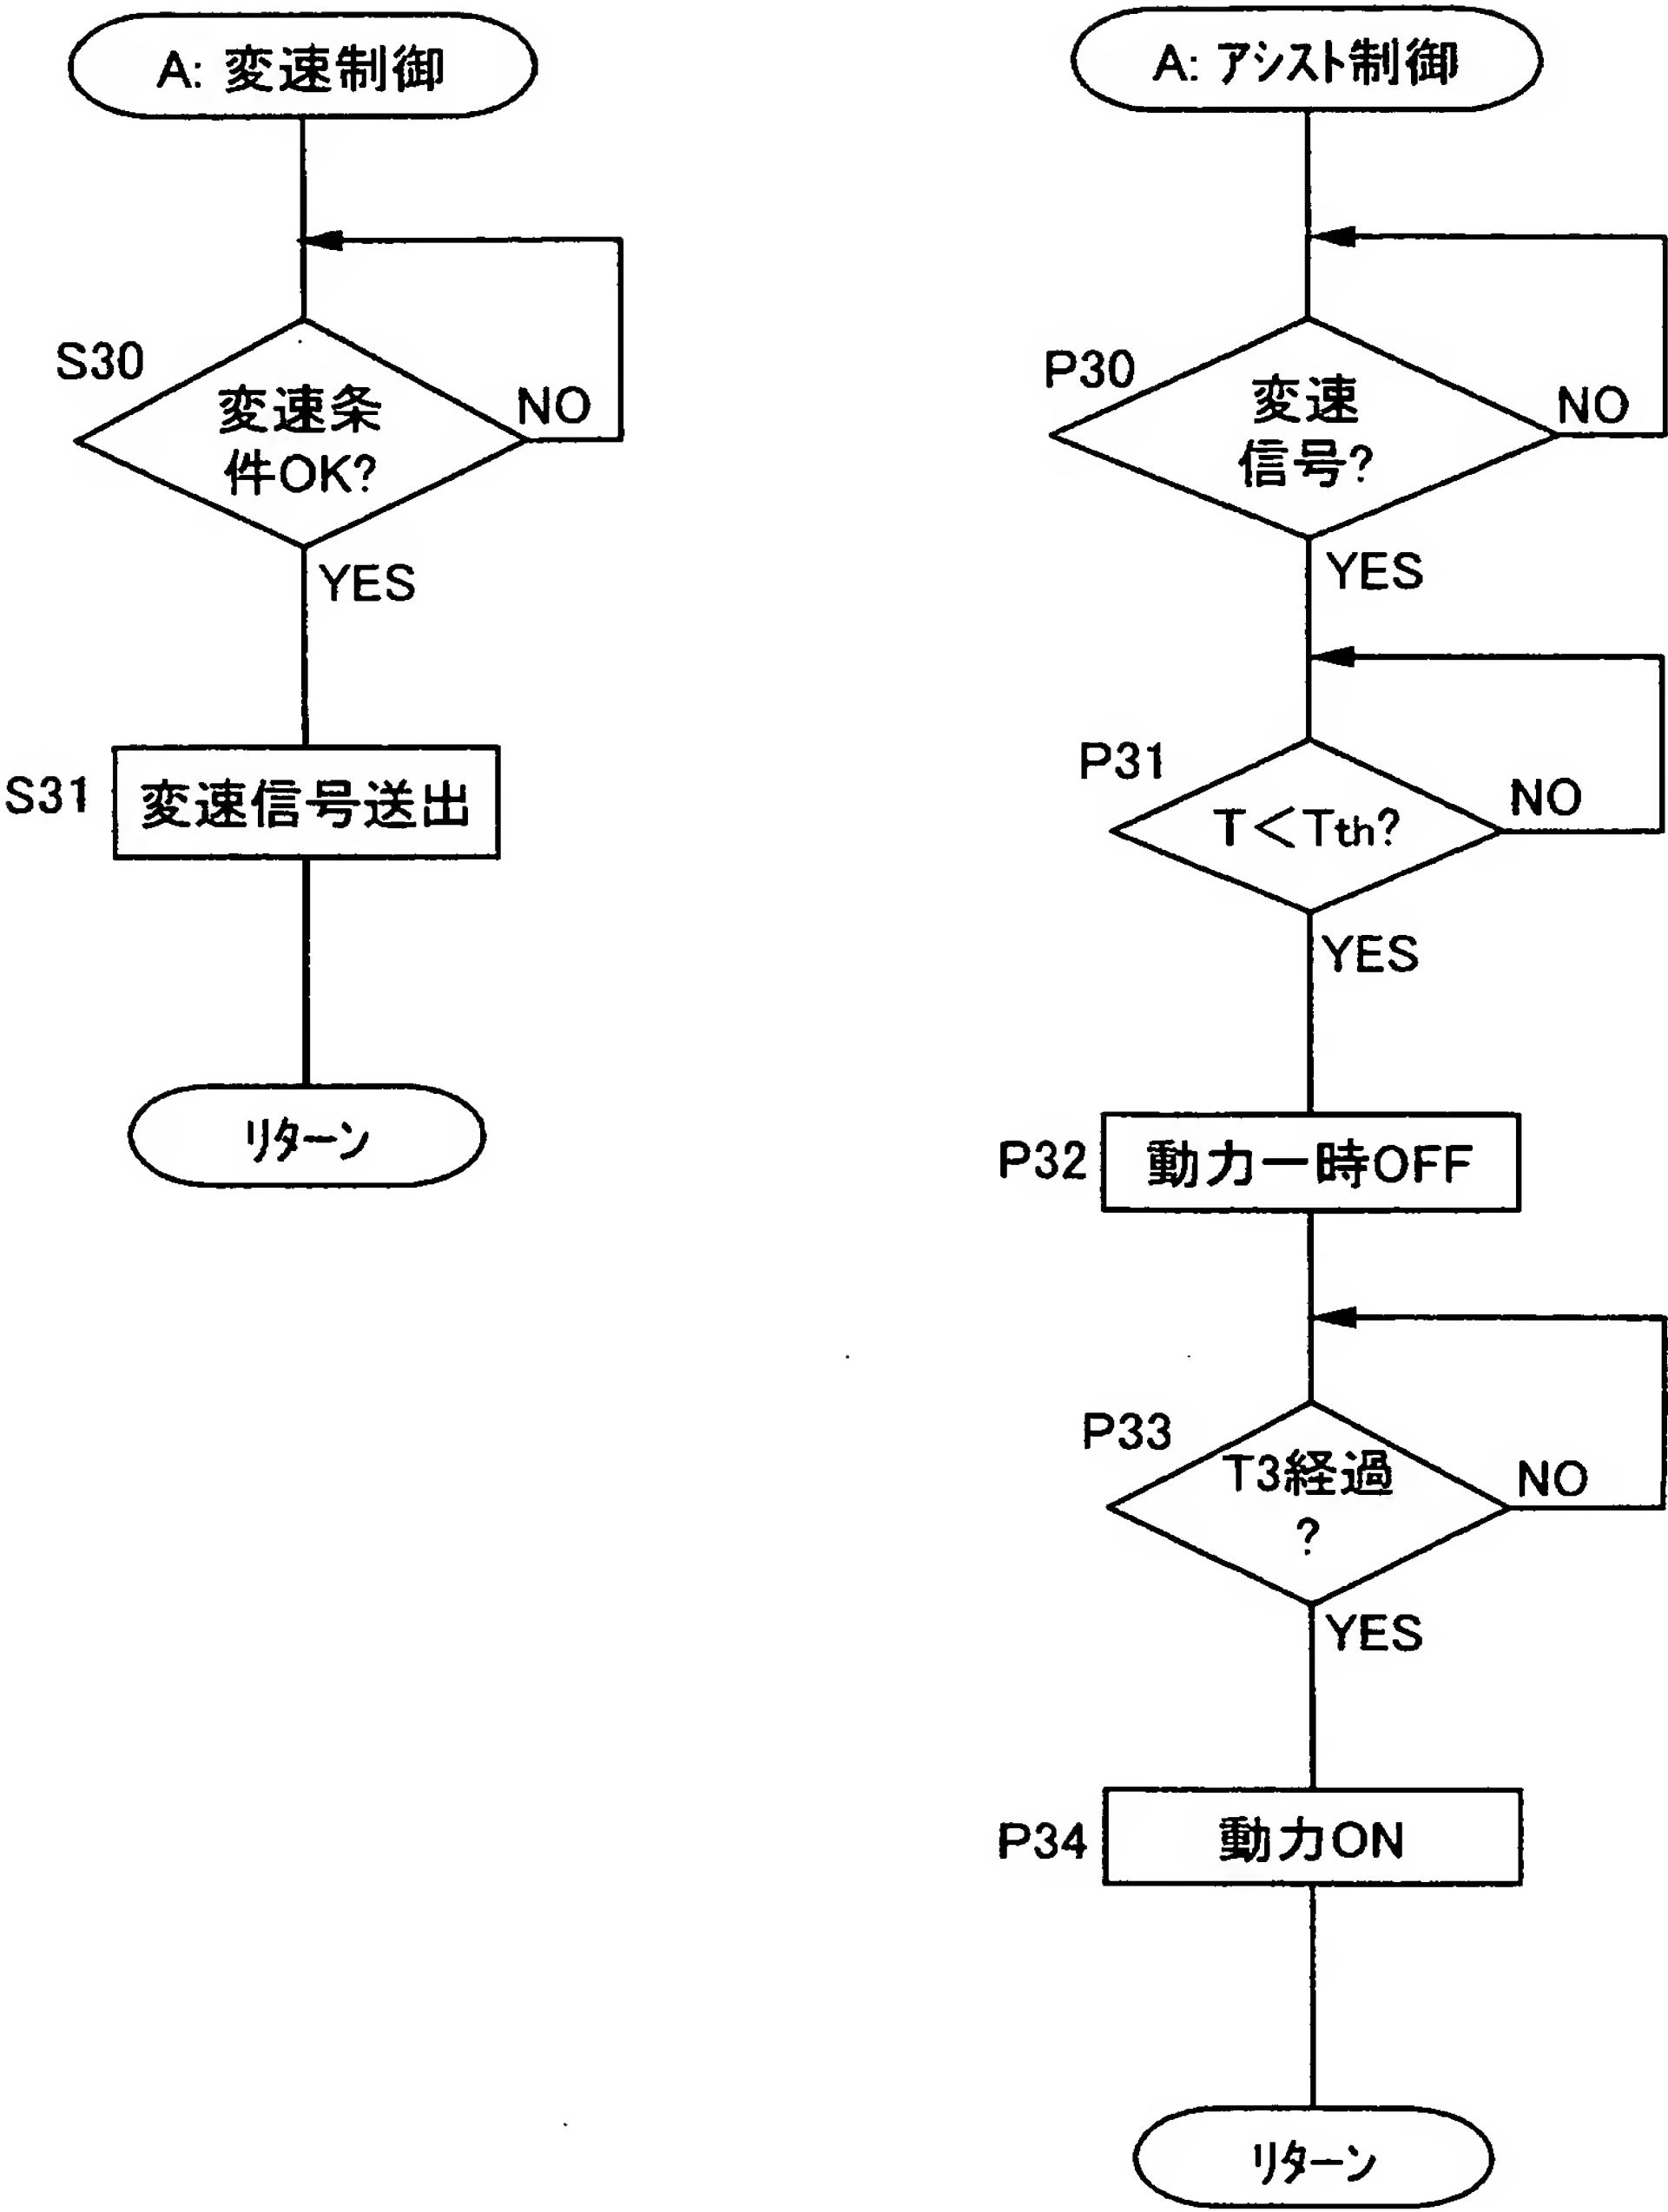 A: 変速制御
S30
変速条
件OK?
NO
YES
S31
変速信号送出
リターン
A: アシスト制御
P30
変速
信号?
NO
YES
P31
T<Tth?
NO
YES
P32
動力一時OFF
P33
T3経過
?
NO
YES
P34
動力ON
リターン